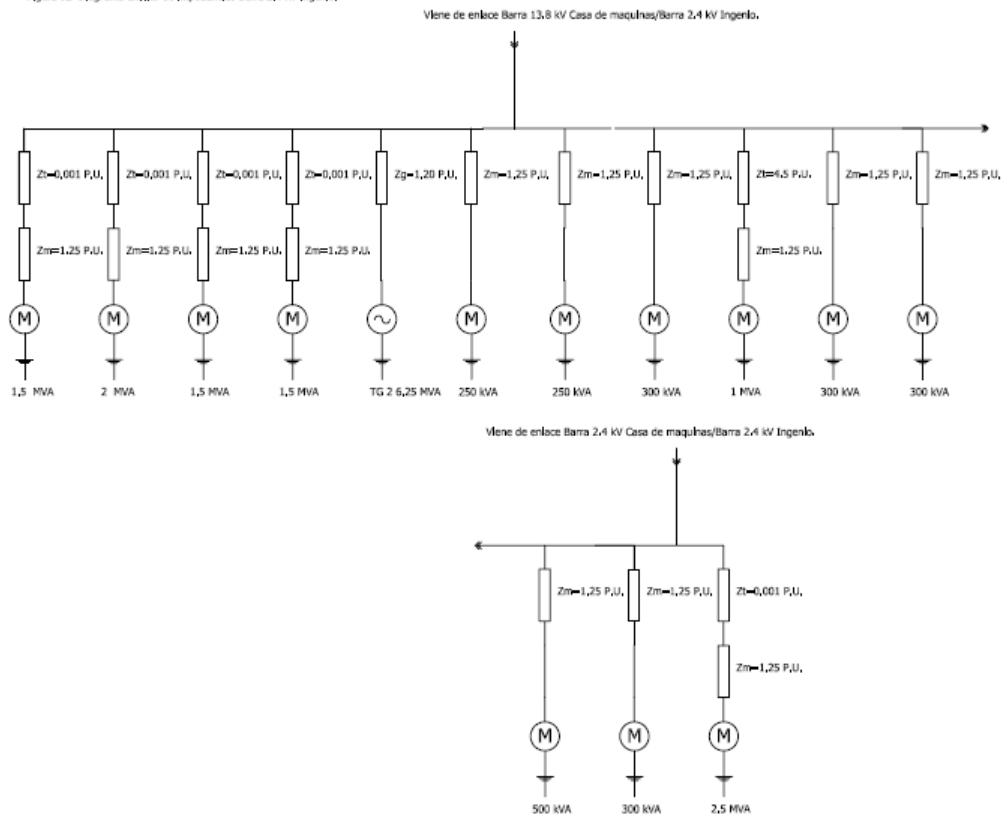 Viene de enlace Barra 13.8 kV Casa de maquinas/Barra 2.4 kV Ingenio.
Zt=0,001 P.U. Zt=0,001 P.U. Zt=0,001 P.U. Zt=0,001 P.U. Zg=1,20 P.U. Zm=1,25 P.U. Zm=1,25 P.U. Zm=1,25 P.U. Zt=4.5 P.U. Zm=1,25 P.U. Zm=1,25 P.U.
Zm=1.25 P.U. Zm=1.25 P.U. Zm=1.25 P.U. Zm=1.25 P.U. Zm=1.25 P.U.
M M M M M M M M M M
1,5 MVA 2 MVA 1,5 MVA 1,5 MVA TG 2 6,25 MVA 250 kVA 250 kVA 300 kVA 1 MVA 300 kVA 300 kVA
Viene de enlace Barra 2.4 kV Casa de maquinas/Barra 2.4 kV Ingenio.
Zm=1,25 P.U. Zm=1,25 P.U. Zt=0,001 P.U.
Zm=1,25 P.U.
M M M
500 kVA 300 kVA 2,5 MVA